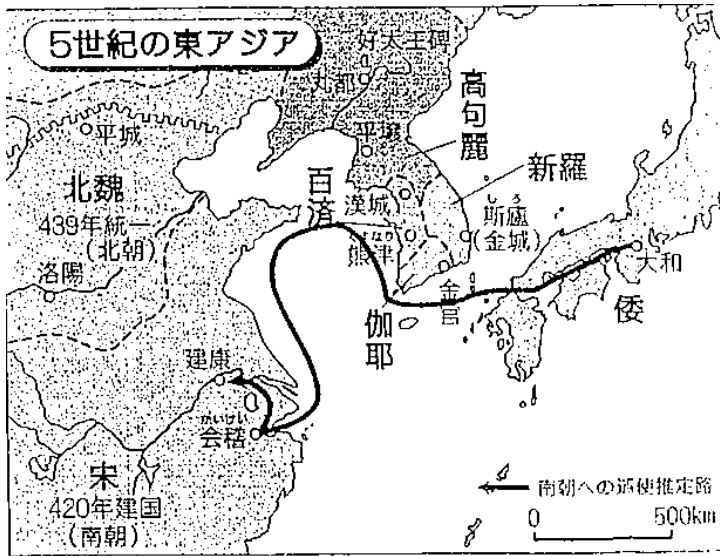 5世紀の東アジア
好太王碑
丸都
高句麗
平城
平壌
北魏
439年統一
(北朝)
百済
漢城
新羅
しろ
斯廬
(金城)
洛陽
熊津
金官
大和
倭
伽耶
建康
かいけい
会稽
宋
420年建国
(南朝)
南朝への遣使推定路
0 500km